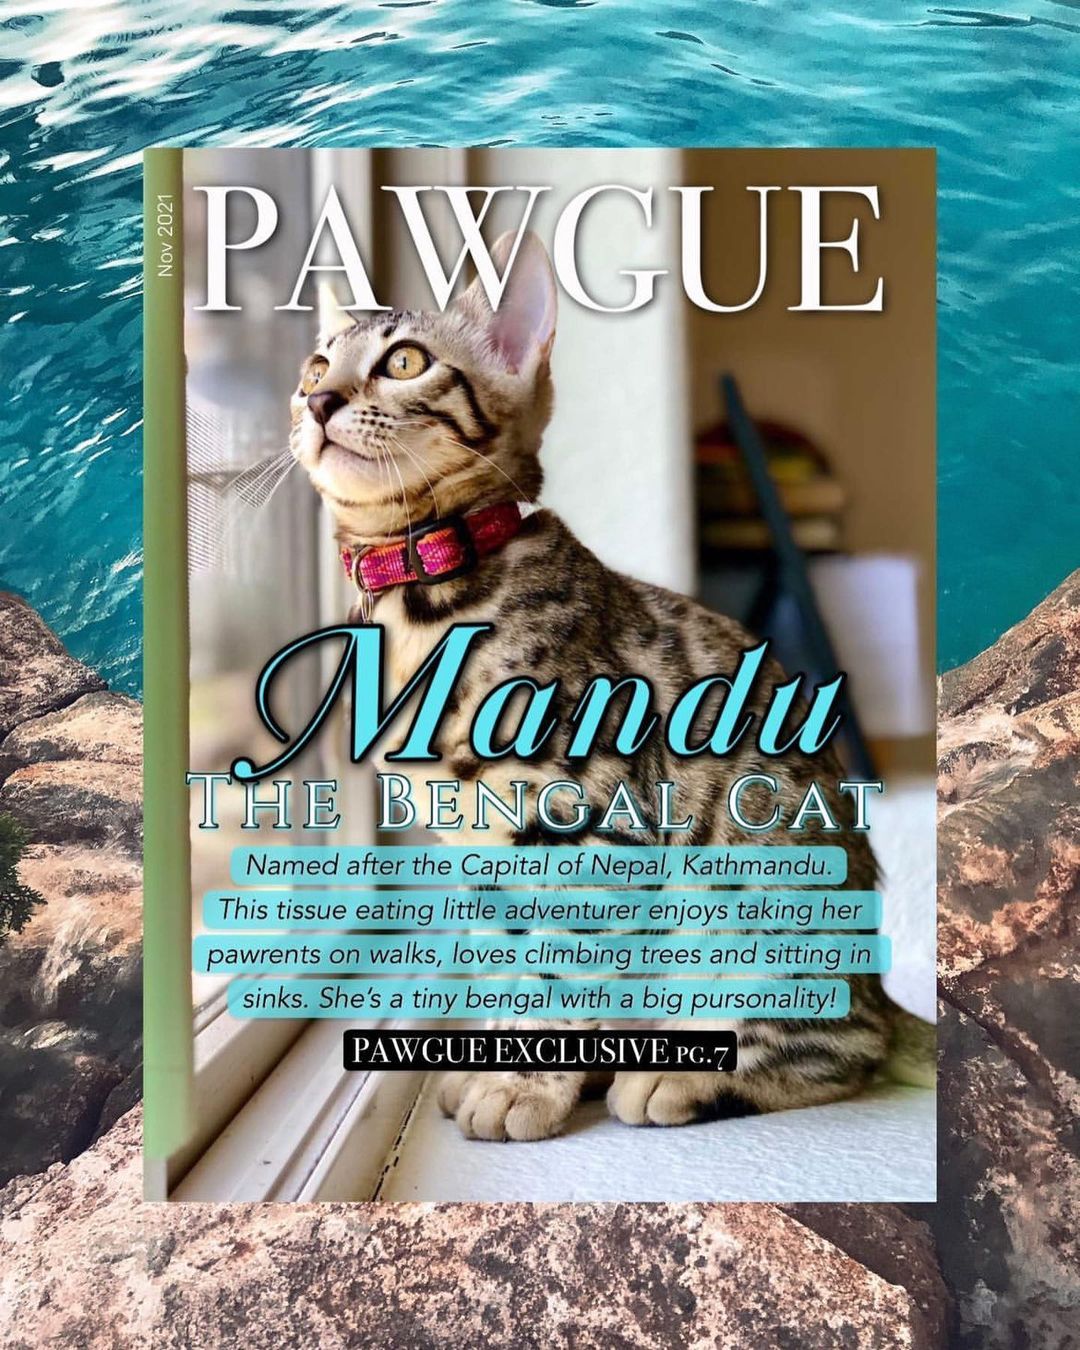 Nov 2021
PAWGUE
Mandu
THE BENGAL CAT
Named after the Capital of Nepal, Kathmandu.
This tissue eating little adventurer enjoys taking her
pawrents on walks, loves climbing trees and sitting in
sinks. She's a tiny bengal with a big pursonality!
PAWGUE EXCLUSIVE PG.7